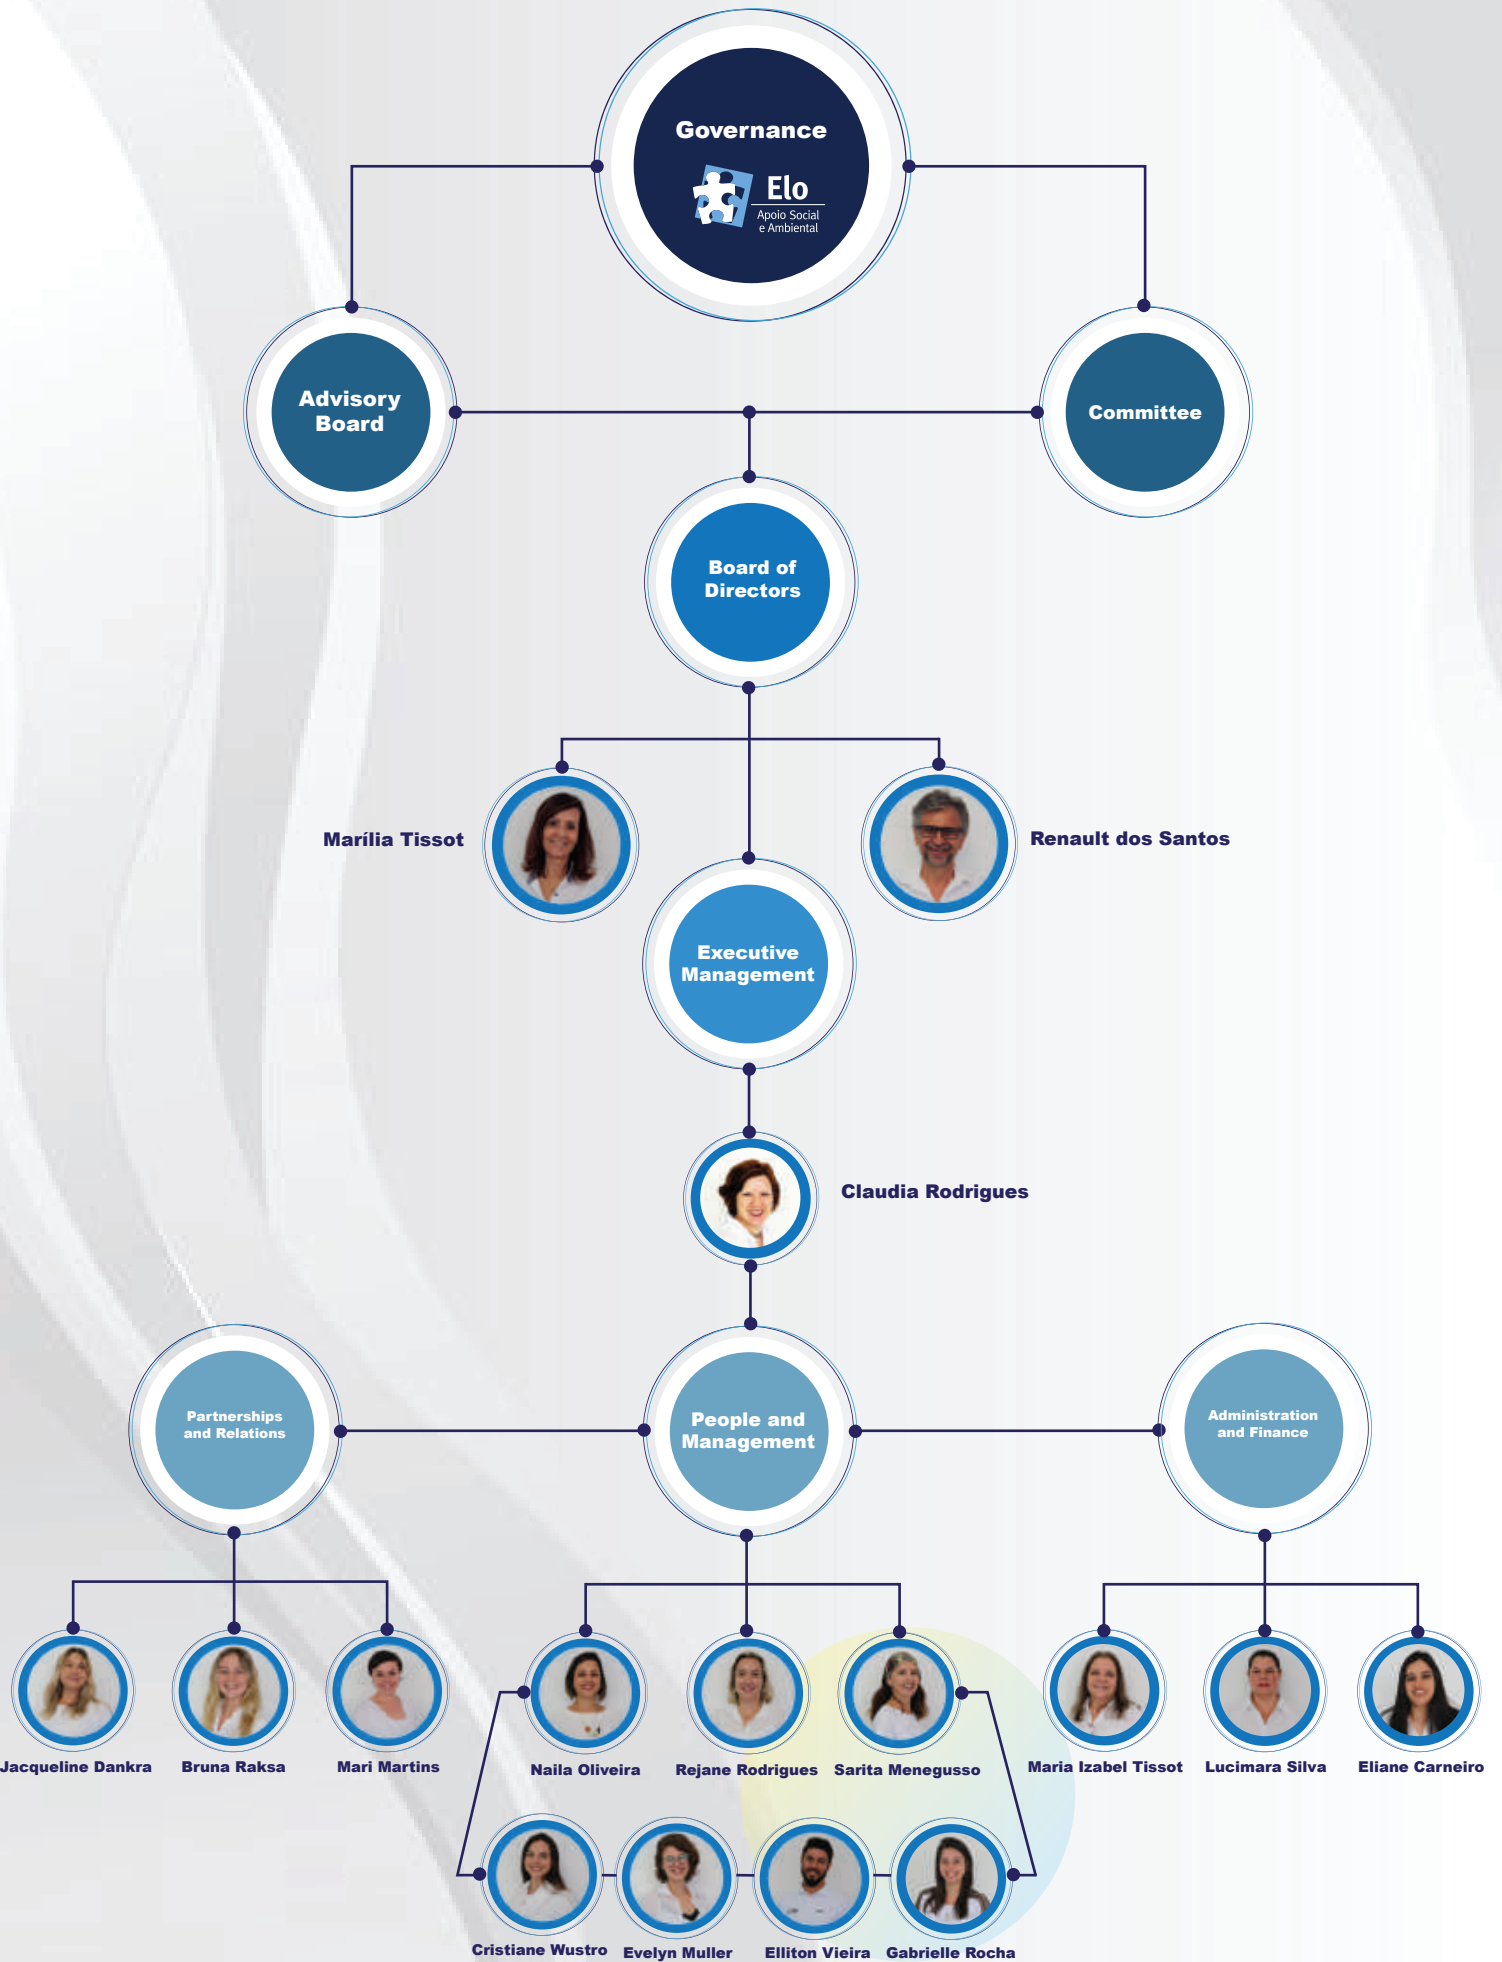 Governance
Elo
Apoio Social
e Ambiental
Advisory
Board
Committee
Board of
Directors
Marília Tissot
Renault dos Santos
Executive
Management
Claudia Rodrigues
Partnerships
and Relations
People and
Management
Administration
and Finance
Jacqueline Dankra
Bruna Raksa
Mari Martins
Naila Oliveira
Rejane Rodrigues
Sarita Menegusso
Maria Izabel Tissot
Lucimara Silva
Eliane Carneiro
Cristiane Wustro
Evelyn Muller
Elliton Vieira
Gabrielle Rocha